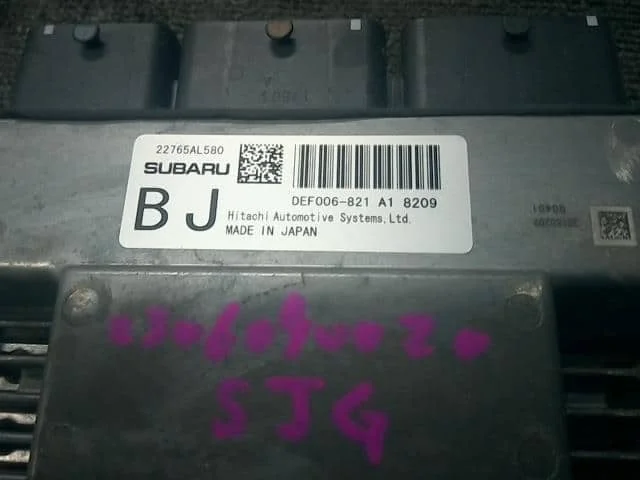 22765AL580
SUBARU
BJ
DEF006-821 A1 8209
Hitachi Automotive Systems,Ltd.
MADE IN JAPAN
SJG